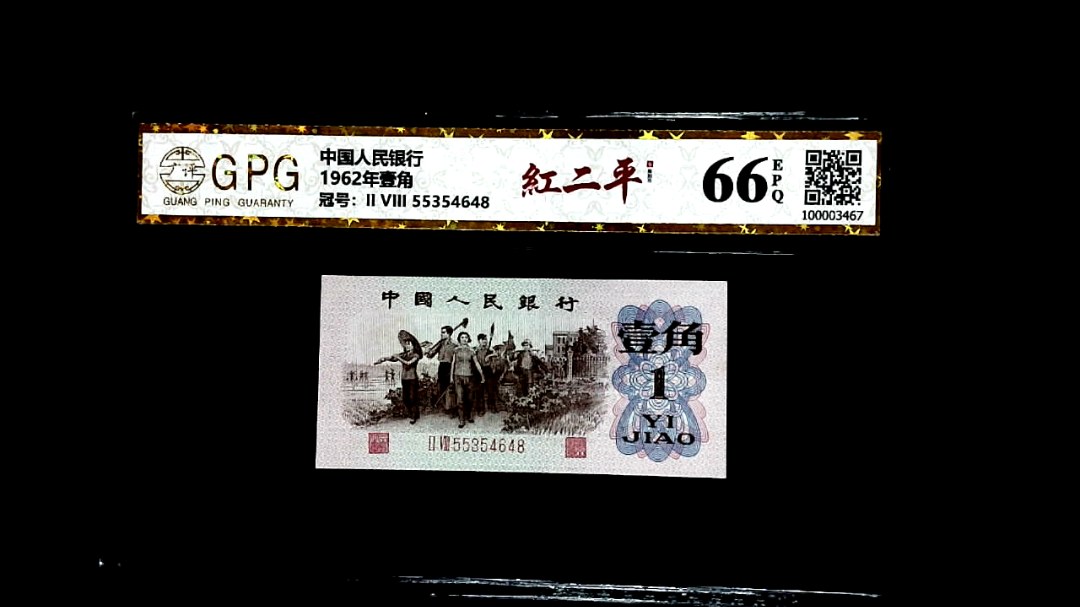 GPG
GUANG PING GUARANTY
中国人民银行
1962年壹角
冠号：II VIII 55354648
紅二平
66
EPQ
100003467
中國人民銀行
壹角
1
YI
JIAO
II VIII 55354648